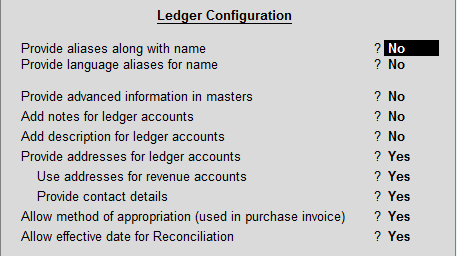 Ledger Configuration
Provide aliases along with name ? No
Provide language aliases for name ? No
Provide advanced information in masters ? No
Add notes for ledger accounts ? No
Add description for ledger accounts ? No
Provide addresses for ledger accounts ? Yes
Use addresses for revenue accounts ? Yes
Provide contact details ? Yes
Allow method of appropriation (used in purchase invoice) ? Yes
Allow effective date for Reconciliation ? Yes